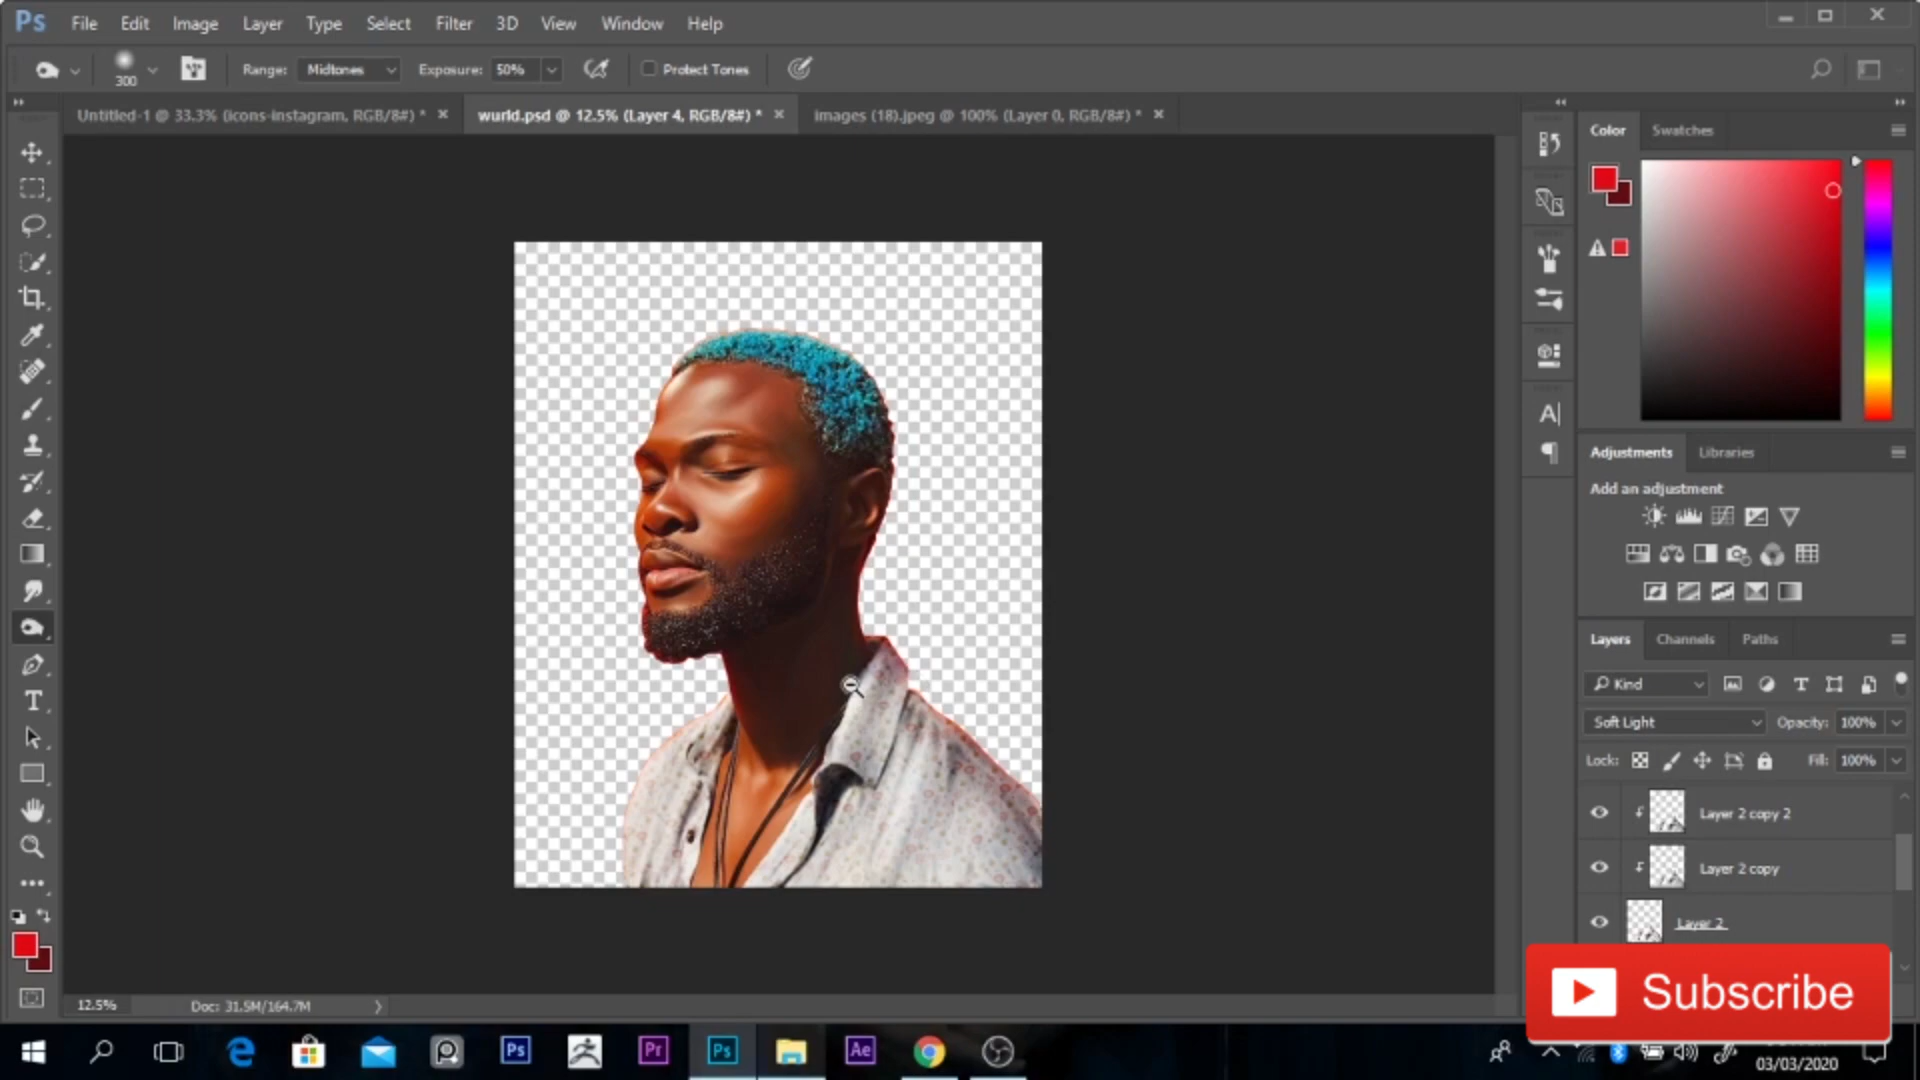 Ps File Edit Image Layer Type Select Filter 3D View Window Help
300 Range: Midtones Exposure: 50% Protect Tones
Untitled-1 @ 33.3% (icons-instagram, RGB/8#) * wurld.psd @ 12.5% (Layer 4, RGB/8#) * images (18).jpeg @ 100% (Layer 0, RGB/8#) *
Color Swatches
Adjustments Libraries
Add an adjustment
Layers Channels Paths
Kind
Soft Light Opacity: 100%
Lock: Fill: 100%
Layer 2 copy 2
Layer 2 copy
Layer 2
Subscribe
12.5% Doc: 31.5M/164.7M
Ps Pr Ps Ae
03/03/2020